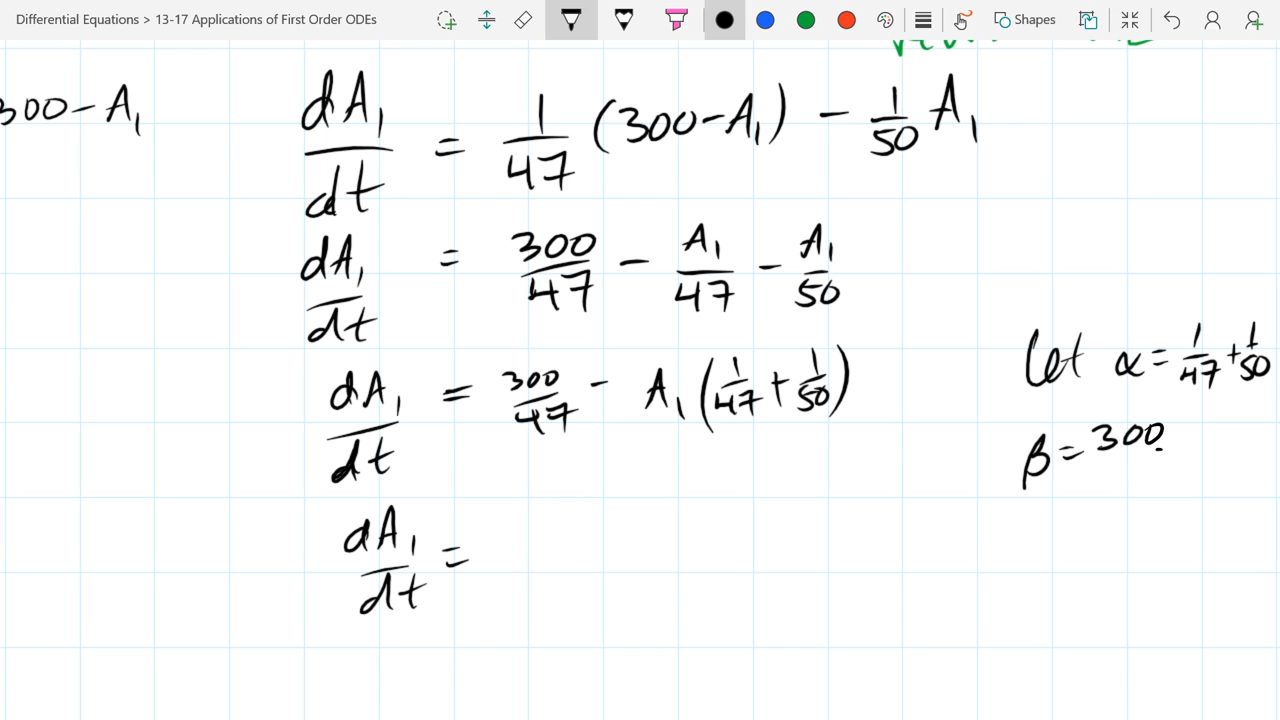 Differential Equations > 13-17 Applications of First Order ODEs
Shapes
300 - A₁
dA₁/dt = 1/47 (300 - A₁) - 1/50 A₁
dA₁/dt = 300/47 - A₁/47 - A₁/50
dA₁/dt = 300/47 - A₁ (1/47 + 1/50)
Let α = 1/47 + 1/50
β = 300
dA₁/dt =